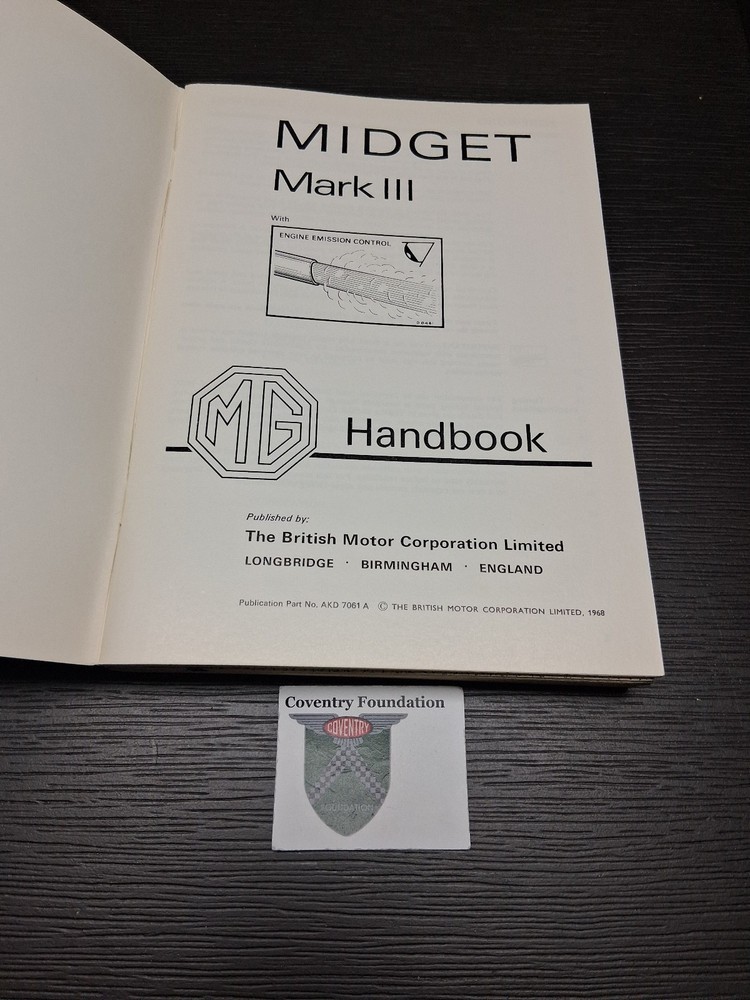 MIDGET
Mark III
With
ENGINE EMISSION CONTROL
MG
Handbook
Published by:
The British Motor Corporation Limited
LONGBRIDGE · BIRMINGHAM · ENGLAND
Publication Part No. AKD 7061 A © THE BRITISH MOTOR CORPORATION LIMITED, 1968
Coventry Foundation
COVENTRY
FOUNDATION